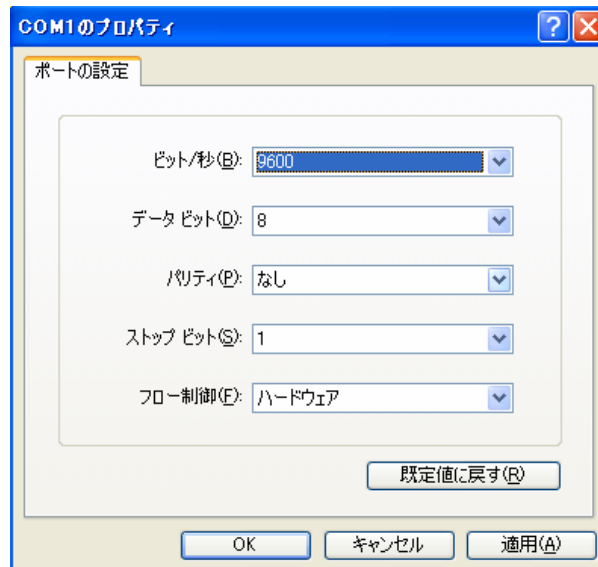 COM1のプロパティ
ポートの設定
ビット/秒(B): 9600
データ ビット(D): 8
パリティ(P): なし
ストップ ビット(S): 1
フロー制御(F): ハードウェア
既定値に戻す(R)
OK キャンセル 適用(A)